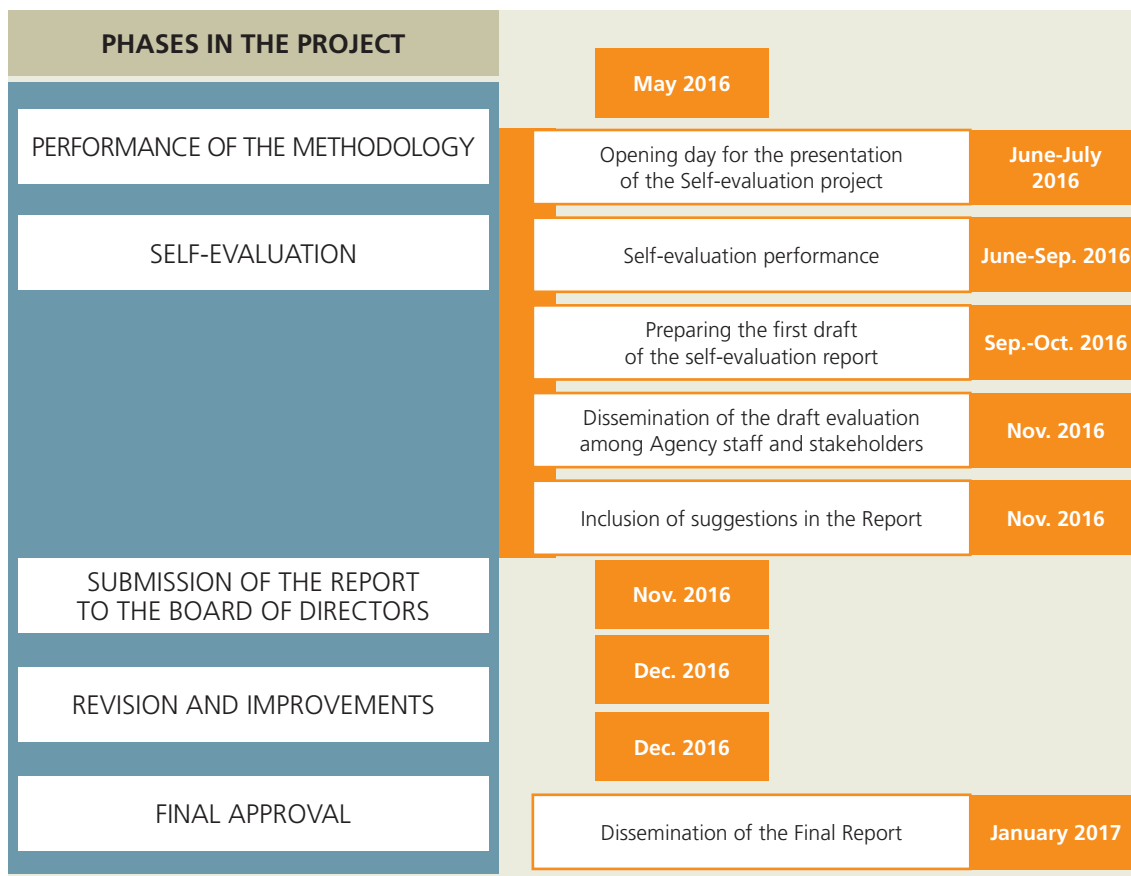 PHASES IN THE PROJECT
May 2016
PERFORMANCE OF THE METHODOLOGY
Opening day for the presentation
of the Self-evaluation project
June-July
2016
SELF-EVALUATION
Self-evaluation performance
June-Sep. 2016
Preparing the first draft
of the self-evaluation report
Sep.-Oct. 2016
Dissemination of the draft evaluation
among Agency staff and stakeholders
Nov. 2016
Inclusion of suggestions in the Report
Nov. 2016
SUBMISSION OF THE REPORT
TO THE BOARD OF DIRECTORS
Nov. 2016
Dec. 2016
REVISION AND IMPROVEMENTS
Dec. 2016
FINAL APPROVAL
Dissemination of the Final Report
January 2017